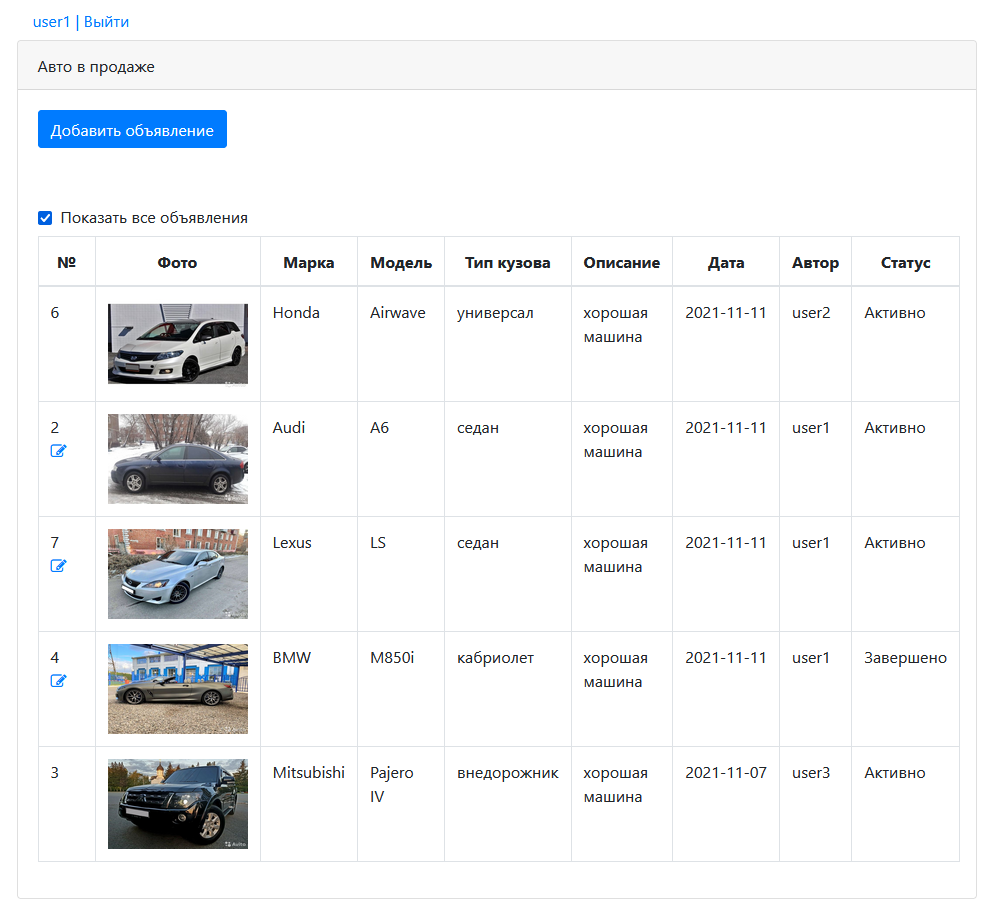 user1 | Выйти
Авто в продаже
Добавить объявление
Показать все объявления
№ Фото Марка Модель Тип кузова Описание Дата Автор Статус
6 Honda Airwave универсал хорошая машина 2021-11-11 user2 Активно
2 Audi A6 седан хорошая машина 2021-11-11 user1 Активно
7 Lexus LS седан хорошая машина 2021-11-11 user1 Активно
4 BMW M850i кабриолет хорошая машина 2021-11-11 user1 Завершено
3 Mitsubishi Pajero IV внедорожник хорошая машина 2021-11-07 user3 Активно
Avito